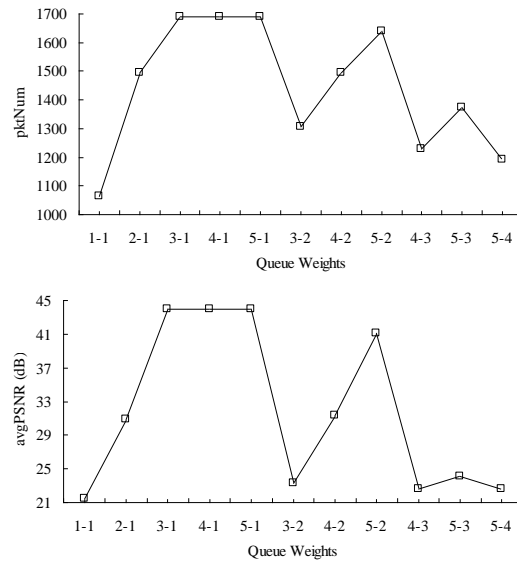 1700
1600
1500
1400
1300
1200
1100
1000
pktNum
1-1 2-1 3-1 4-1 5-1 3-2 4-2 5-2 4-3 5-3 5-4
Queue Weights
45
41
37
33
29
25
21
avgPSNR (dB)
1-1 2-1 3-1 4-1 5-1 3-2 4-2 5-2 4-3 5-3 5-4
Queue Weights